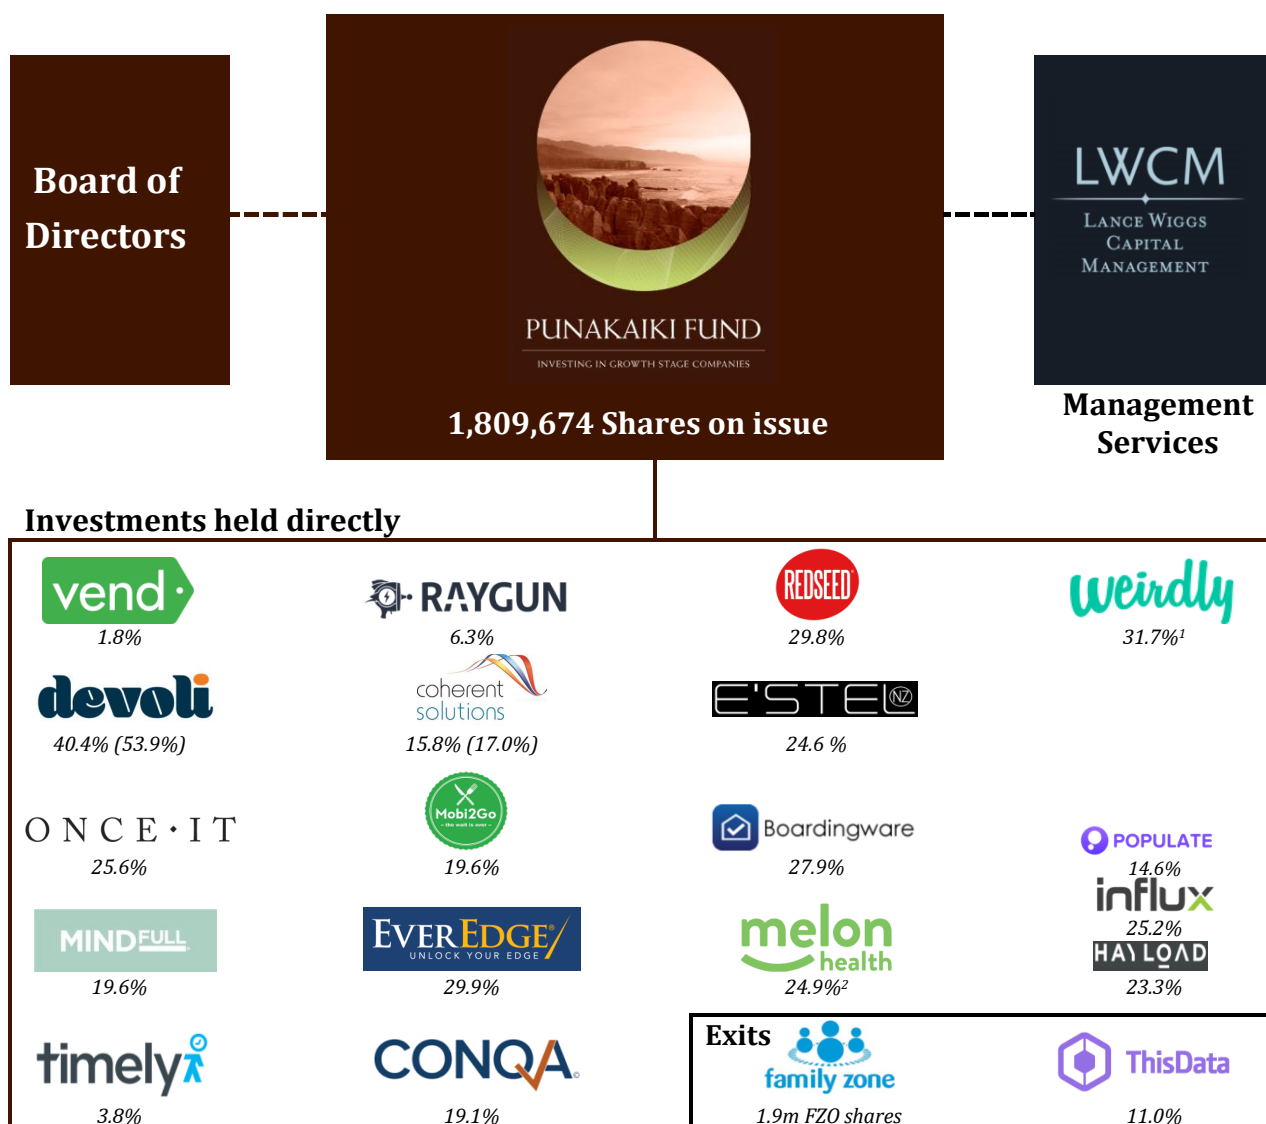 Board of
Directors
PUNAKAIKI FUND
INVESTING IN GROWTH STAGE COMPANIES
1,809,674 Shares on issue
LWCM
LANCE WIGGS
CAPITAL
MANAGEMENT
Management
Services
Investments held directly
vend
1.8%
RAYGUN
6.3%
REDSEED
29.8%
weirdly
31.7%¹
devoli
40.4% (53.9%)
coherent
solutions
15.8% (17.0%)
E'STEL NZ
24.6 %
ONCE·IT
25.6%
Mobi2Go
– the wait is over –
19.6%
Boardingware
27.9%
POPULATE
14.6%
influx
25.2%
HAYLOAD
23.3%
MINDFULL
19.6%
EVEREDGE®
UNLOCK YOUR EDGE
29.9%
melon
health
24.9%²
timely
3.8%
CONQA©
19.1%
Exits
family zone
1.9m FZO shares
ThisData
11.0%